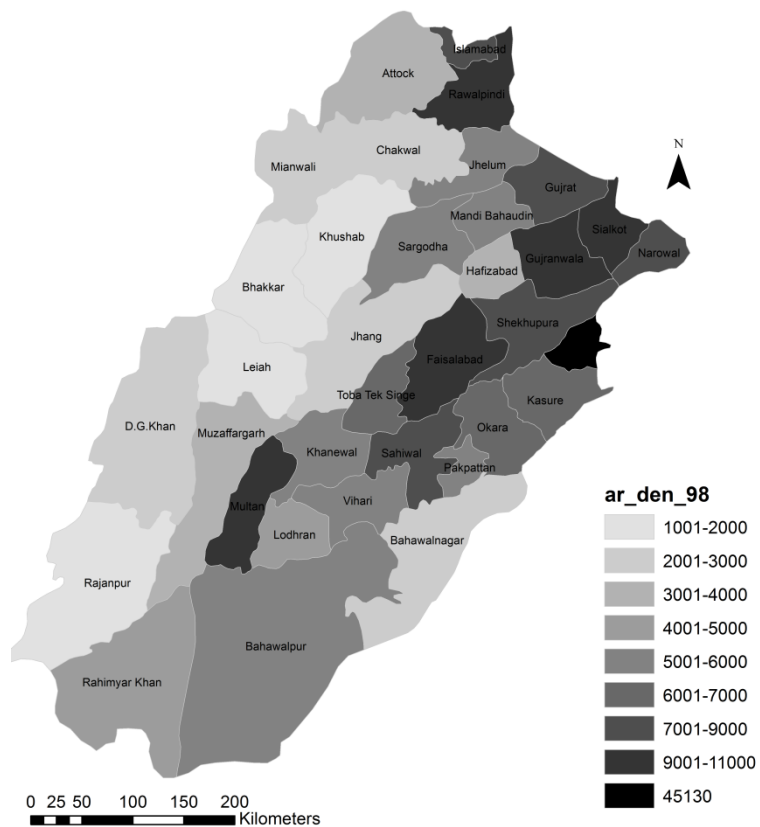 Islamabad
Attock
Rawalpindi
N
Chakwal
Mianwali
Jhelum
Gujrat
Mandi Bahaudin
Khushab
Sialkot
Sargodha
Narowal
Gujranwala
Hafizabad
Bhakkar
Shekhupura
Jhang
Faisalabad
Leiah
Toba Tek Singe
Kasure
D.G.Khan
Okara
Muzaffargarh
Khanewal
Sahiwal
Pakpattan
Multan
Vihari
Lodhran
Bahawalnagar
Rajanpur
Bahawalpur
Rahimyar Khan
ar_den_98
1001-2000
2001-3000
3001-4000
4001-5000
5001-6000
6001-7000
7001-9000
9001-11000
45130
0 25 50 100 150 200
Kilometers